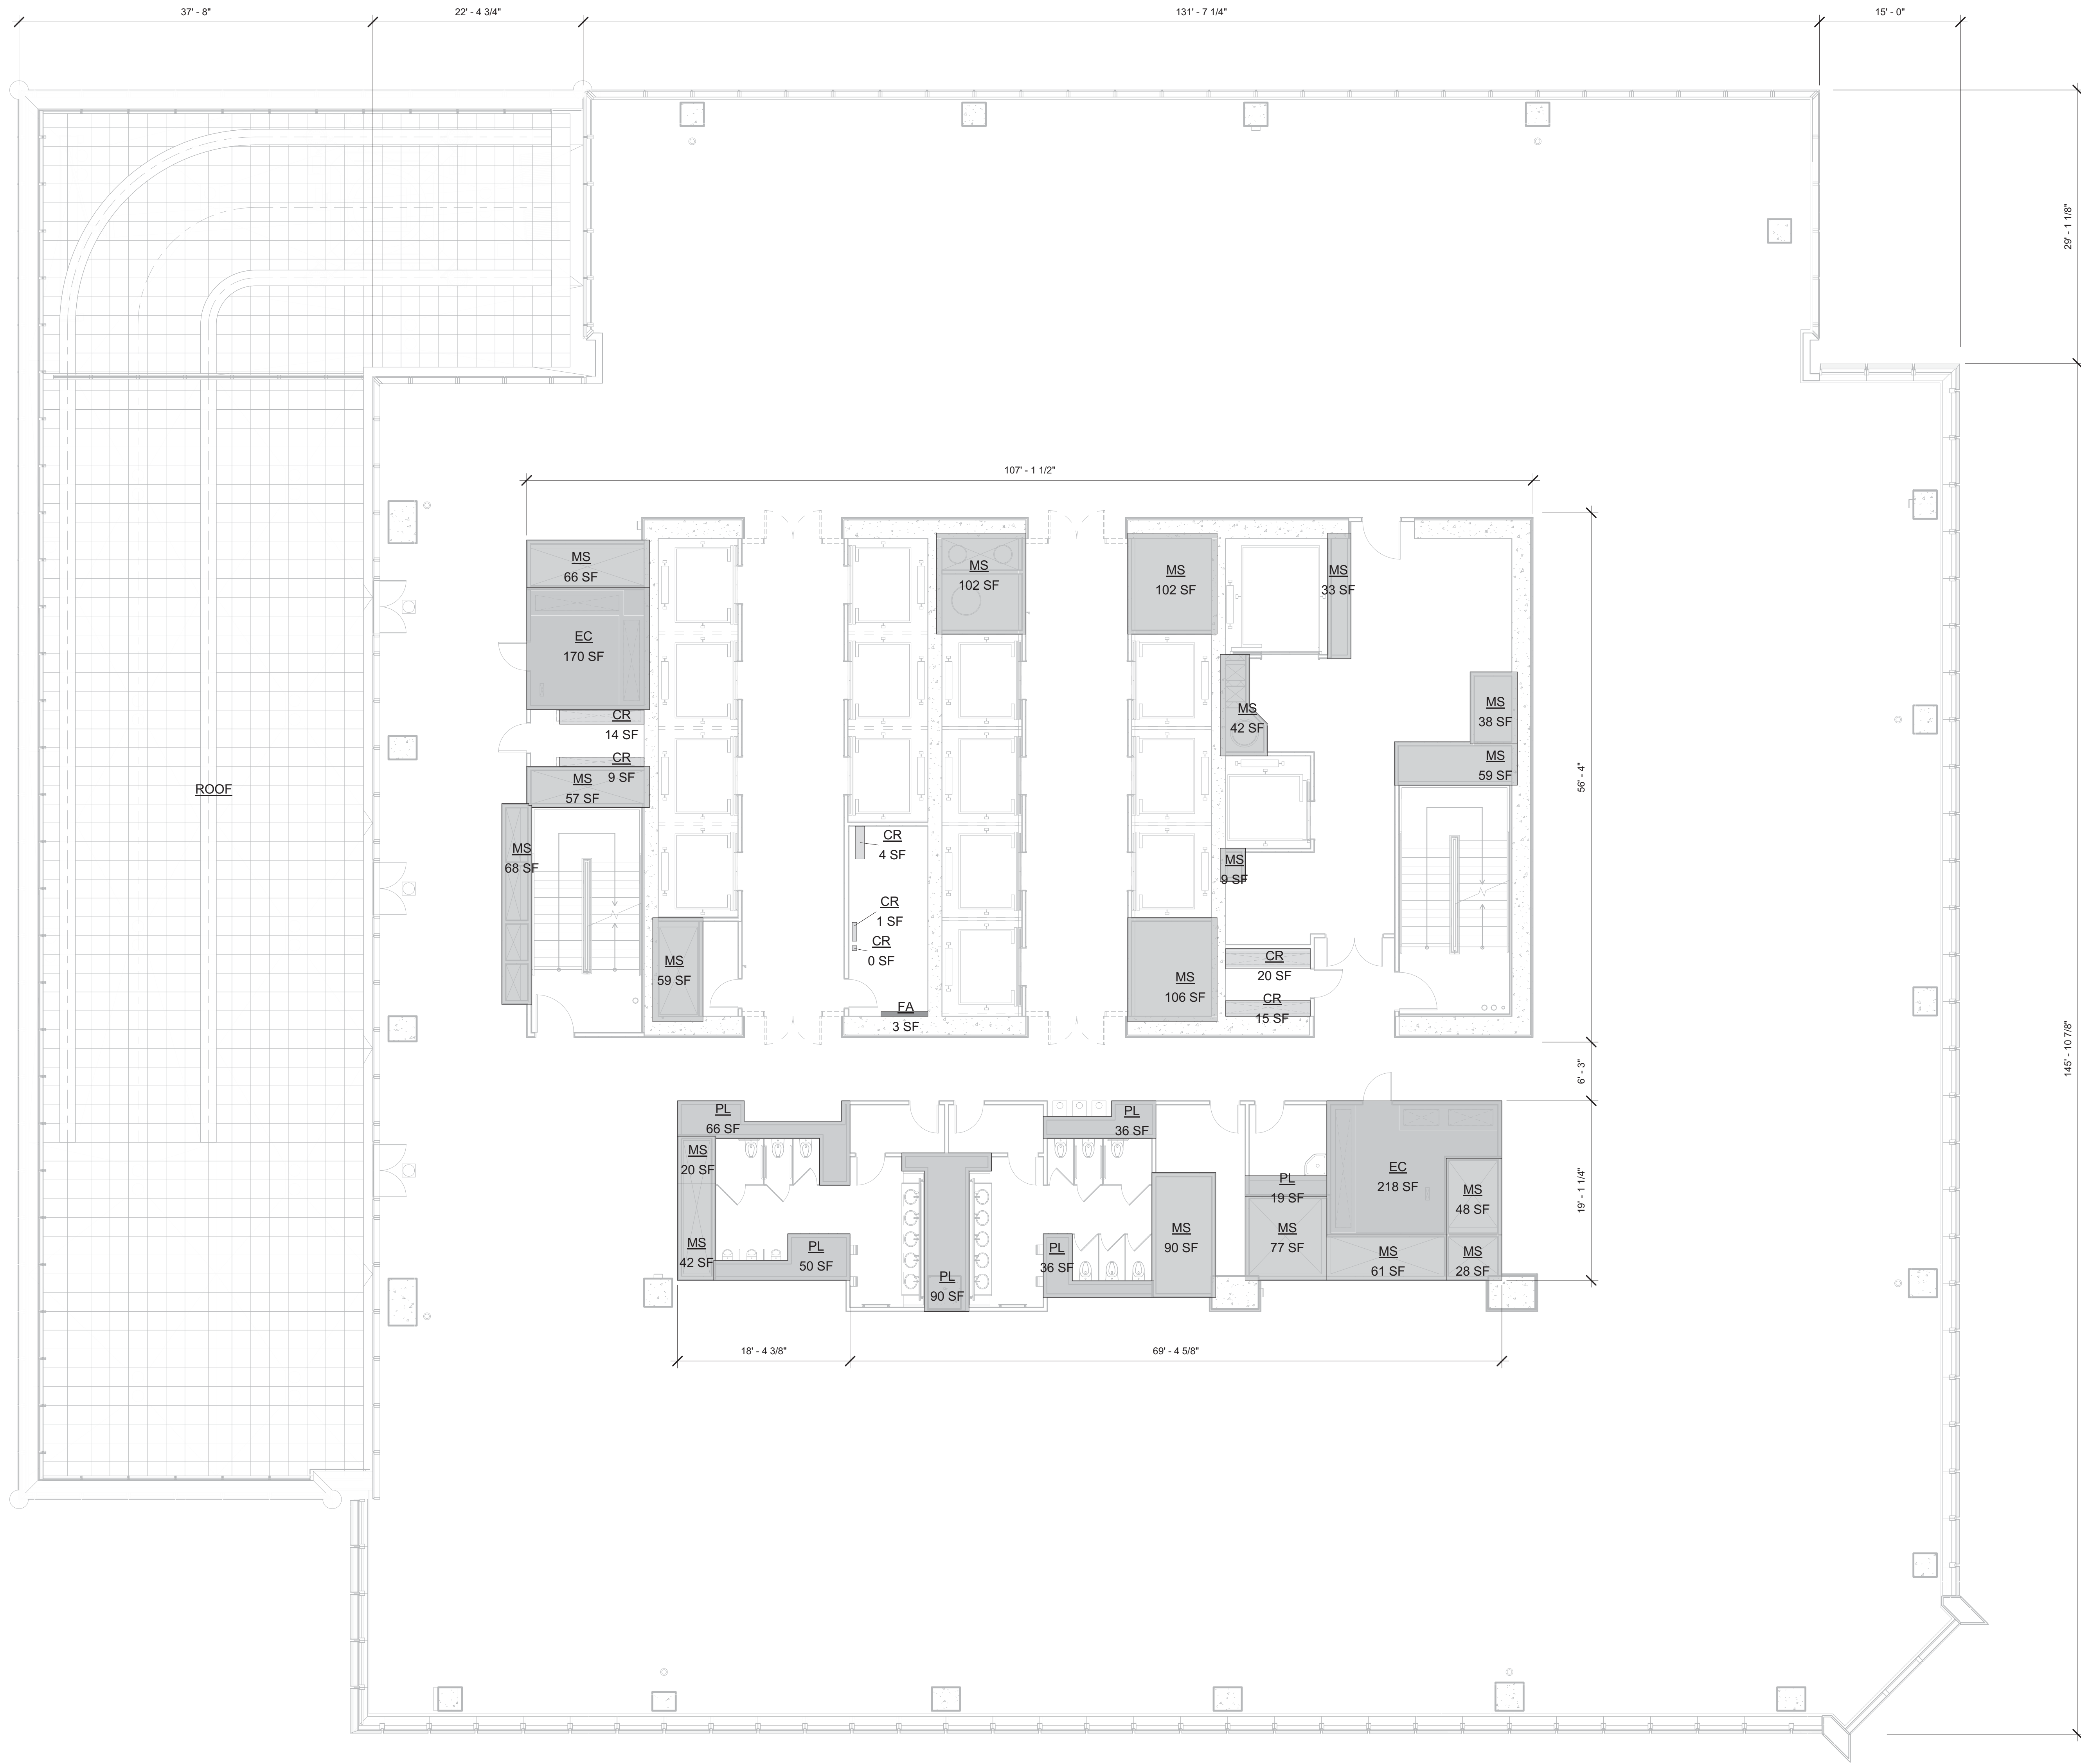 37' - 8"
22' - 4 3/4"
131' - 7 1/4"
15' - 0"
29' - 1 1/8"
107' - 1 1/2"
MS
66 SF
MS
102 SF
MS
102 SF
MS
33 SF
EC
170 SF
MS
38 SF
MS
42 SF
CR
14 SF
MS
59 SF
CR
9 SF
MS
57 SF
56' - 4"
ROOF
MS
68 SF
CR
4 SF
MS
9 SF
CR
1 SF
CR
0 SF
MS
59 SF
MS
106 SF
CR
20 SF
CR
15 SF
FA
3 SF
6' - 3"
145' - 10 7/8"
PL
66 SF
PL
36 SF
MS
20 SF
EC
218 SF
PL
19 SF
MS
48 SF
19' - 1 1/4"
MS
42 SF
PL
50 SF
PL
90 SF
PL
36 SF
MS
90 SF
MS
77 SF
MS
61 SF
MS
28 SF
18' - 4 3/8"
69' - 4 5/8"